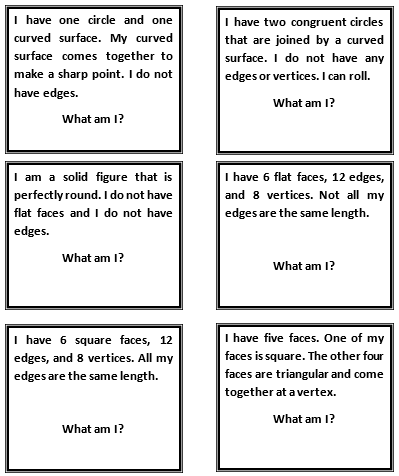 I have one circle and one
curved surface. My curved
surface comes together to
make a sharp point. I do not
have edges.
What am I?
I have two congruent circles
that are joined by a curved
surface. I do not have any
edges or vertices. I can roll.
What am I?
I am a solid figure that is
perfectly round. I do not have
flat faces and I do not have
edges.
What am I?
I have 6 flat faces, 12 edges,
and 8 vertices. Not all my
edges are the same length.
What am I?
I have 6 square faces, 12
edges, and 8 vertices. All my
edges are the same length.
What am I?
I have five faces. One of my
faces is square. The other four
faces are triangular and come
together at a vertex.
What am I?